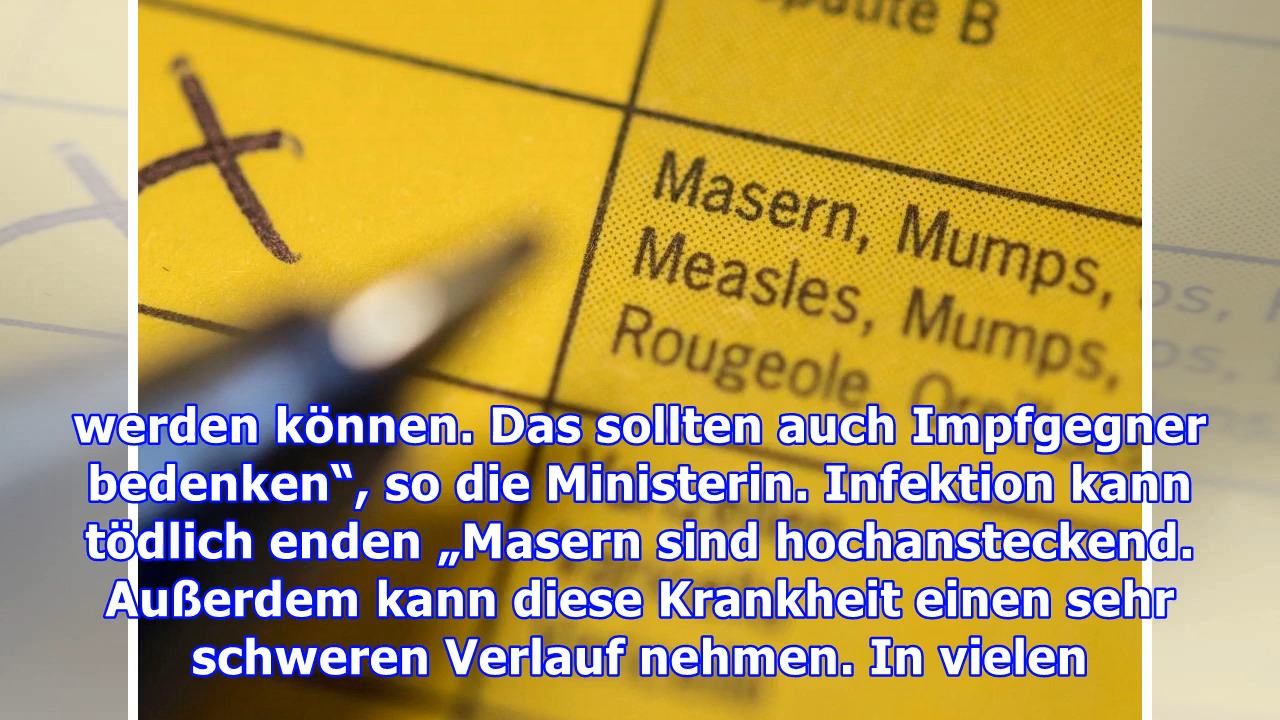 B
Masern, Mumps,
Measles, Mumps,
Rougeole,
werden können. Das sollten auch Impfgegner
bedenken“, so die Ministerin. Infektion kann
tödlich enden „Masern sind hochansteckend.
Außerdem kann diese Krankheit einen sehr
schweren Verlauf nehmen. In vielen